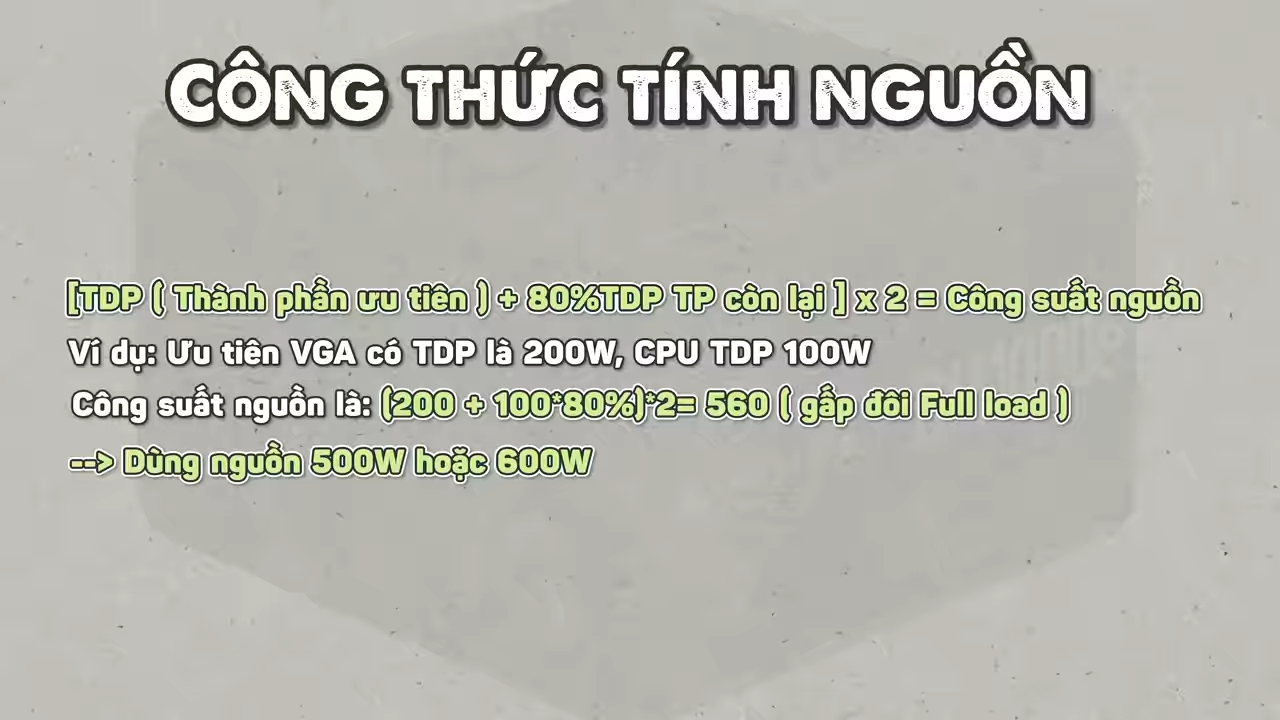 CÔNG THỨC TÍNH NGUỒN
[TDP ( Thành phần ưu tiên ) + 80%TDP TP còn lại ] x 2 = Công suất nguồn
Ví dụ: Ưu tiên VGA có TDP là 200W, CPU TDP 100W
Công suất nguồn là: (200 + 100*80%)*2= 560 ( gấp đôi Full load )
--> Dùng nguồn 500W hoặc 600W